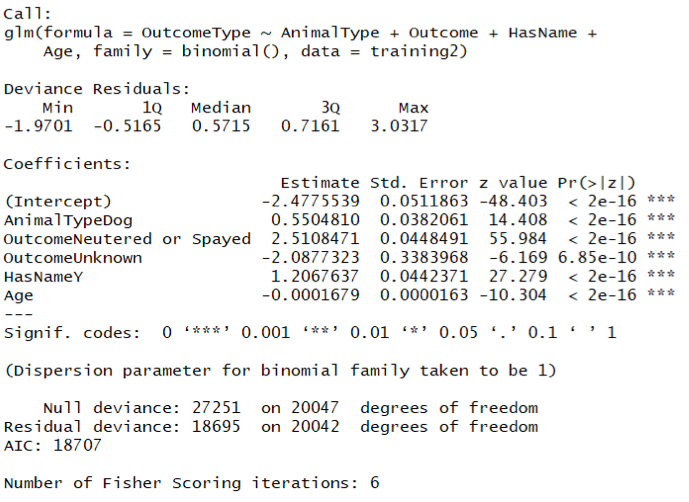 Call:
glm(formula = OutcomeType ~ AnimalType + Outcome + HasName +
    Age, family = binomial(), data = training2)

Deviance Residuals:
    Min      1Q  Median      3Q     Max
-1.9701 -0.5165  0.5715  0.7161  3.0317

Coefficients:
                            Estimate Std. Error z value Pr(>|z|)
(Intercept)               -2.4775539  0.0511863 -48.403  < 2e-16 ***
AnimalTypeDog              0.5504810  0.0382061  14.408  < 2e-16 ***
OutcomeNeutered or Spayed  2.5108471  0.0448491  55.984  < 2e-16 ***
OutcomeUnknown            -2.0877323  0.3383968  -6.169 6.85e-10 ***
HasNameY                   1.2067637  0.0442371  27.279  < 2e-16 ***
Age                       -0.0001679  0.0000163 -10.304  < 2e-16 ***
---
Signif. codes:  0 ‘***’ 0.001 ‘**’ 0.01 ‘*’ 0.05 ‘.’ 0.1 ‘ ’ 1

(Dispersion parameter for binomial family taken to be 1)

    Null deviance: 27251  on 20047  degrees of freedom
Residual deviance: 18695  on 20042  degrees of freedom
AIC: 18707

Number of Fisher Scoring iterations: 6